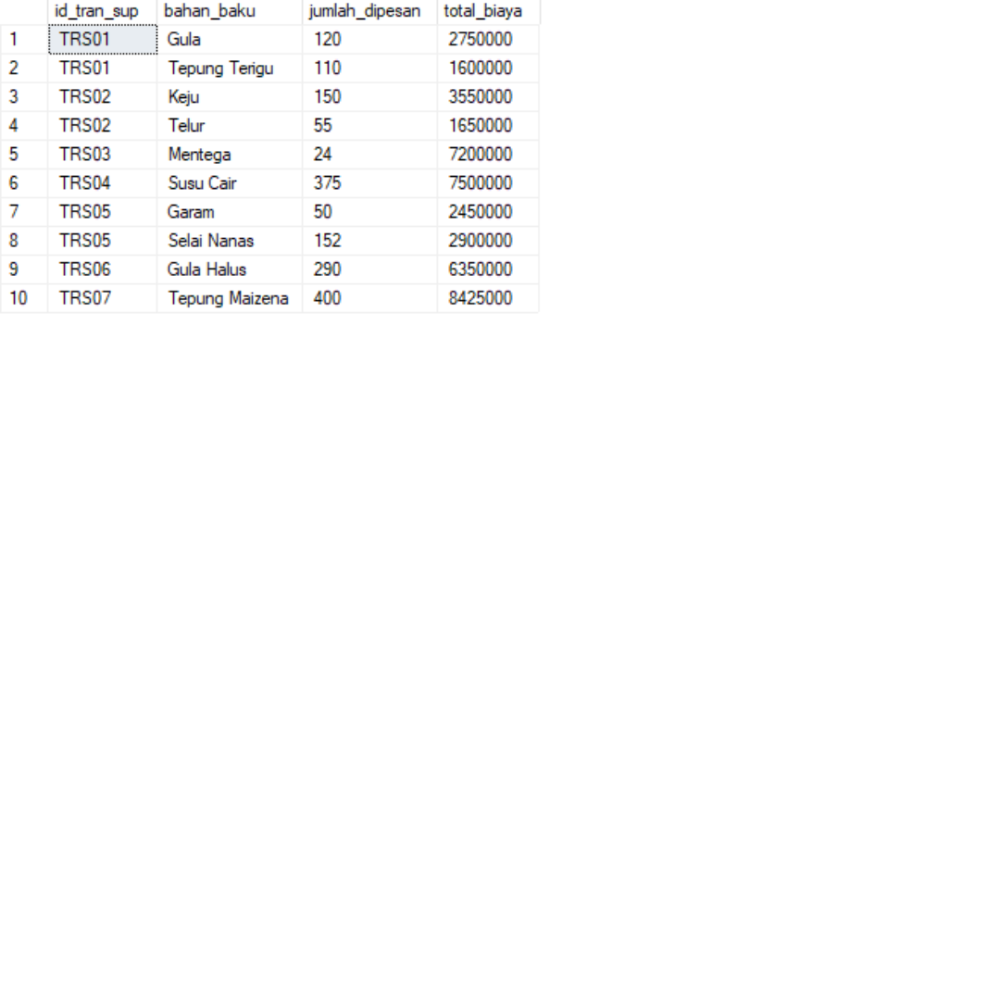 id_tran_sup bahan_baku jumlah_dipesan total_biaya
1 TRS01 Gula 120 2750000
2 TRS01 Tepung Terigu 110 1600000
3 TRS02 Keju 150 3550000
4 TRS02 Telur 55 1650000
5 TRS03 Mentega 24 7200000
6 TRS04 Susu Cair 375 7500000
7 TRS05 Garam 50 2450000
8 TRS05 Selai Nanas 152 2900000
9 TRS06 Gula Halus 290 6350000
10 TRS07 Tepung Maizena 400 8425000